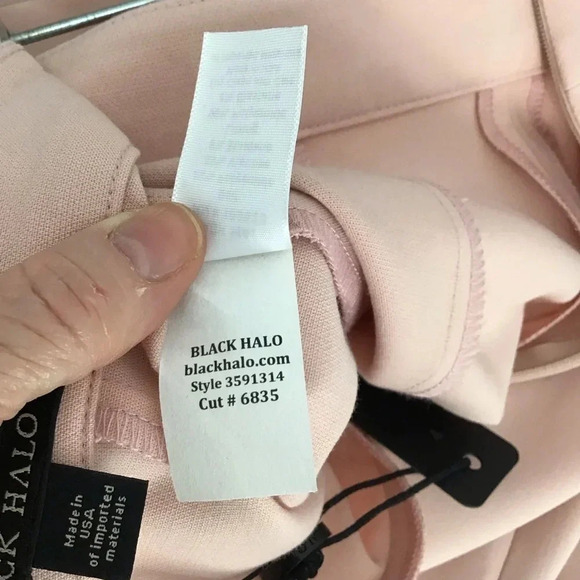 BLACK HALO
blackhalo.com
Style 3591314
Cut # 6835
CK HALO
Made in
USA
of imported
materials